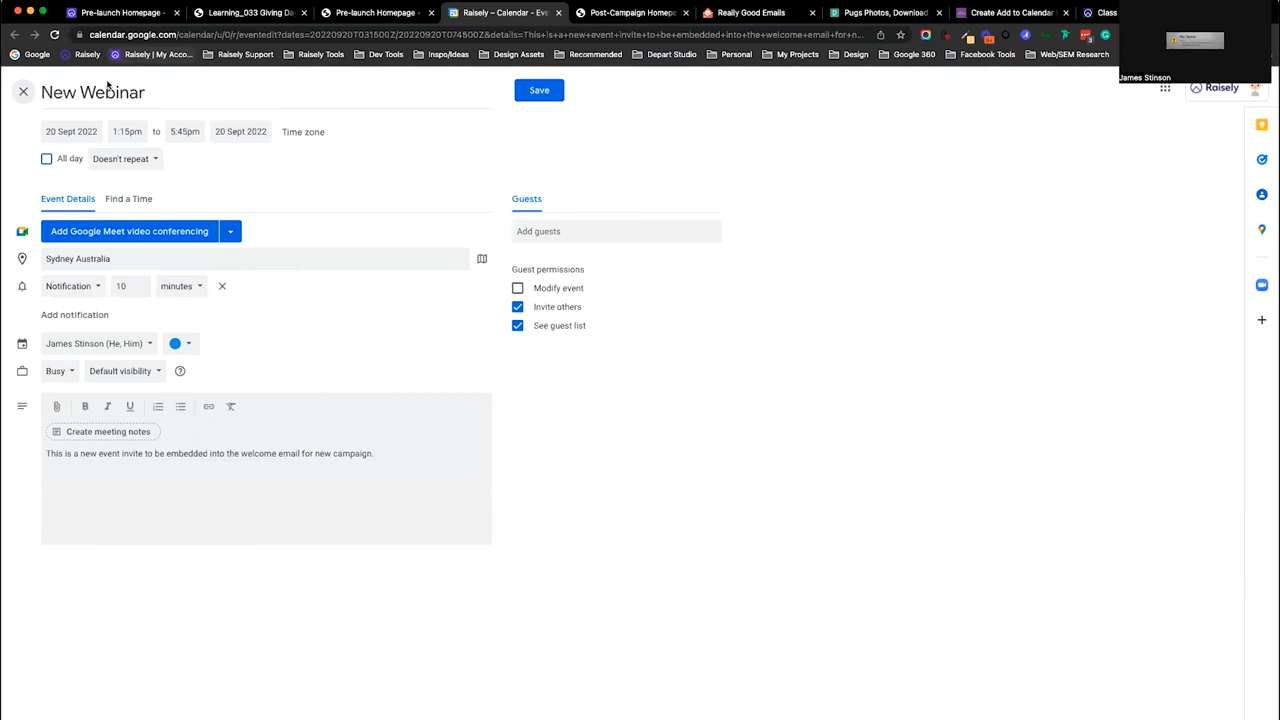 Pre-launch Homepage -
Learning_033 Giving Da
Pre-launch Homepage -
Raisely – Calendar - Eve
Post-Campaign Homep
Really Good Emails
Pugs Photos, Download
Create Add to Calendar
Class
calendar.google.com/calendar/u/0/r/eventedit?dates=20220920T031500Z/20220920T074500Z&details=This+is+a+new+event+invite+to+be+embedded+into+the+welcome+email+for+n...
Google
Raisely
Raisely | My Acco...
Raisely Support
Dev Tools
Inspo/Ideas
Recommended
Depart Studio
Personal
My Projects
Design
Google 360
Facebook Tools
Web/SEM Research
James Stinson
New Webinar
Save
Raisely
20 Sept 2022 1:15pm to 5:45pm 20 Sept 2022 Time zone
All day Doesn't repeat
Event Details Find a Time
Guests
Add Google Meet video conferencing
Add guests
Sydney Australia
Guest permissions
Notification 10 minutes
Modify event
Invite others
Add notification
See guest list
James Stinson (He, Him)
Busy Default visibility
B I U
Create meeting notes
This is a new event invite to be embedded into the welcome email for new campaign.